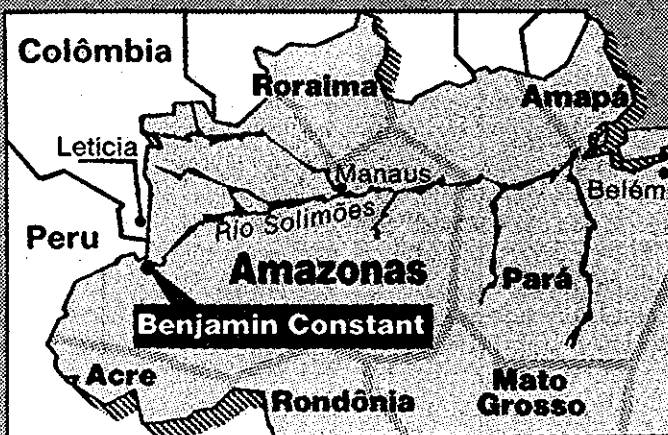 Colômbia
Roraima
Amapá
Letícia
Manaus
Belém
Rio Solimões
Peru
Amazonas
Pará
Benjamin Constant
Acre
Rondônia
Mato
Grosso